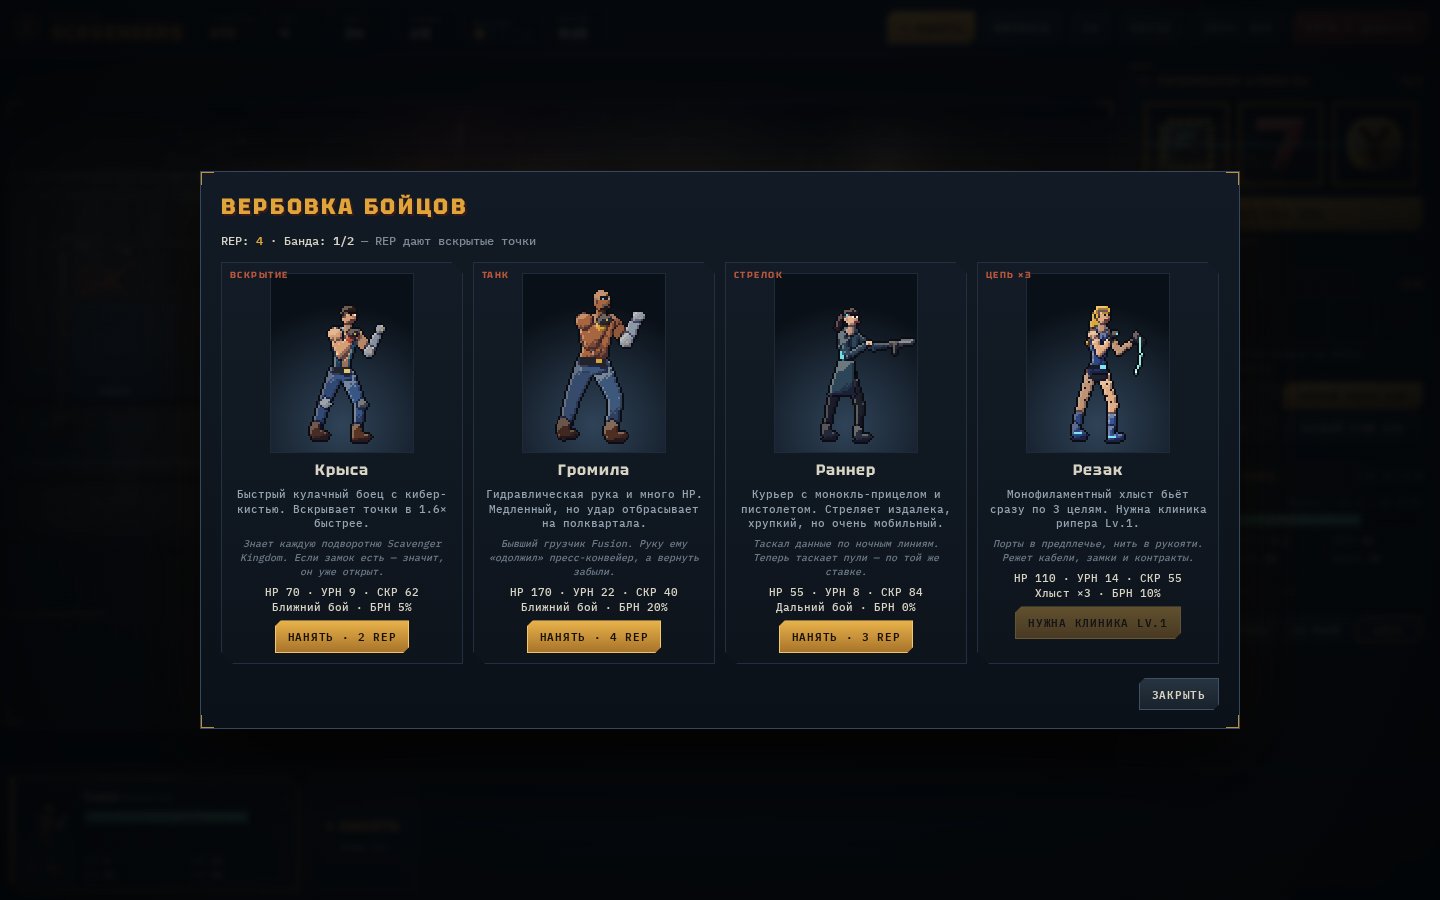 ВЕРБОВКА БОЙЦОВ
REP: 4 · Банда: 1/2 — REP дают вскрытые точки
ВСКРЫТИЕ
Крыса
Быстрый кулачный боец с кибер-
кистью. Вскрывает точки в 1.6×
быстрее.
Знает каждую подворотню Scavenger
Kingdom. Если замок есть — значит,
он уже открыт.
HP 70 · УРН 9 · СКР 62
Ближний бой · БРН 5%
НАНЯТЬ · 2 REP
ТАНК
Громила
Гидравлическая рука и много HP.
Медленный, но удар отбрасывает
на полквартала.
Бывший грузчик Fusion. Руку ему
«одолжил» пресс-конвейер, а вернуть
забыли.
HP 170 · УРН 22 · СКР 40
Ближний бой · БРН 20%
НАНЯТЬ · 4 REP
СТРЕЛОК
Раннер
Курьер с монокль-прицелом и
пистолетом. Стреляет издалека,
хрупкий, но очень мобильный.
Таскал данные по ночным линиям.
Теперь таскает пули — по той же
ставке.
HP 55 · УРН 8 · СКР 84
Дальний бой · БРН 0%
НАНЯТЬ · 3 REP
ЦЕПЬ ×3
Резак
Монофиламентный хлыст бьёт
сразу по 3 целям. Нужна клиника
рипера Lv.1.
Порты в предплечье, нить в рукояти.
Режет кабели, замки и контракты.
HP 110 · УРН 14 · СКР 55
Хлыст ×3 · БРН 10%
НУЖНА КЛИНИКА LV.1
ЗАКРЫТЬ